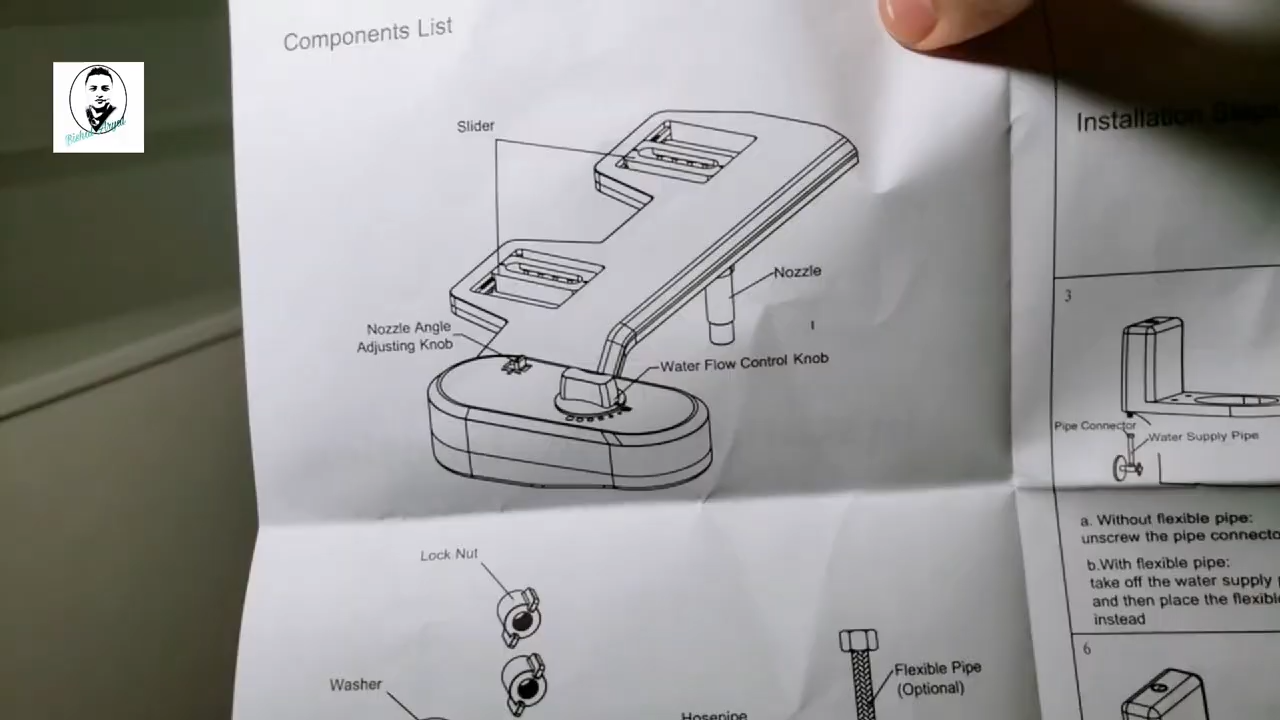 Components List
Slider
Nozzle
Nozzle Angle
Adjusting Knob
Water Flow Control Knob
Lock Nut
Washer
Flexible Pipe
(Optional)
Hosepipe
Installation Steps
3
Pipe Connector
Water Supply Pipe
a. Without flexible pipe:
unscrew the pipe connecto
b.With flexible pipe:
take off the water supply
and then place the flexible
instead
6